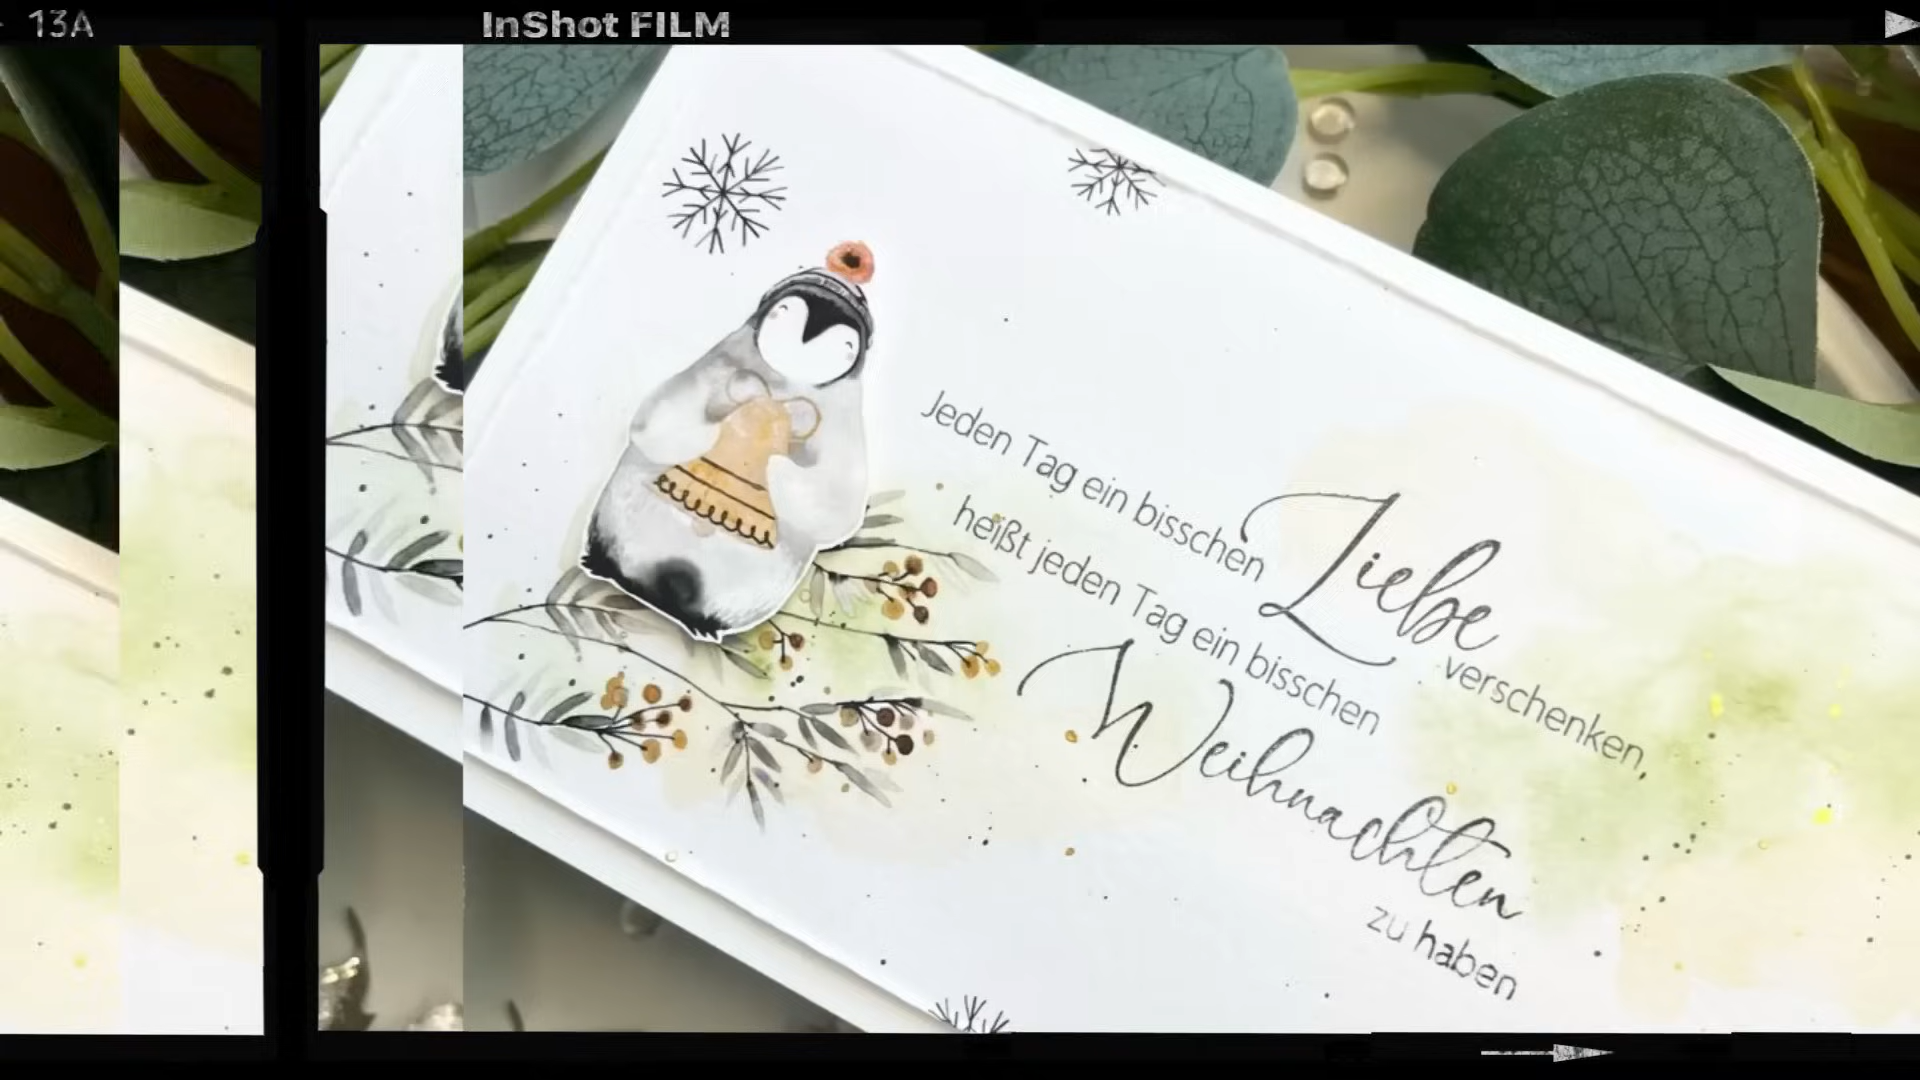 13A
InShot FILM
Jeden Tag ein bisschen Liebe verschenken,
heißt jeden Tag ein bisschen
Weihnachten
zu haben